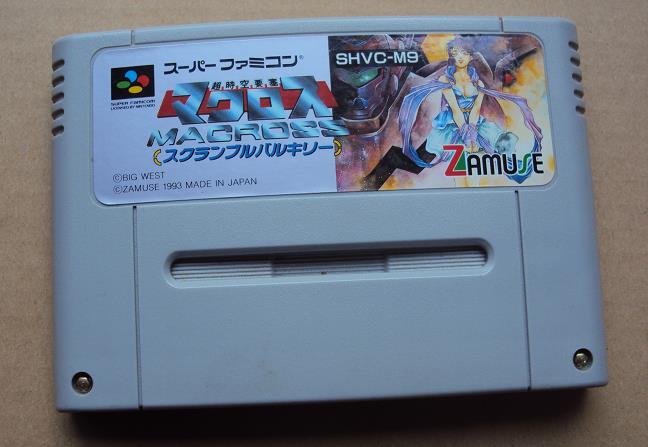 スーパーファミコン®
SHVC-M9
SUPER FAMICOM
LICENSED BY NINTENDO
超時空要塞
マクロス
MACROSS
スクランブルバルキリー
ZAMUSE
©BIG WEST
©ZAMUSE 1993 MADE IN JAPAN